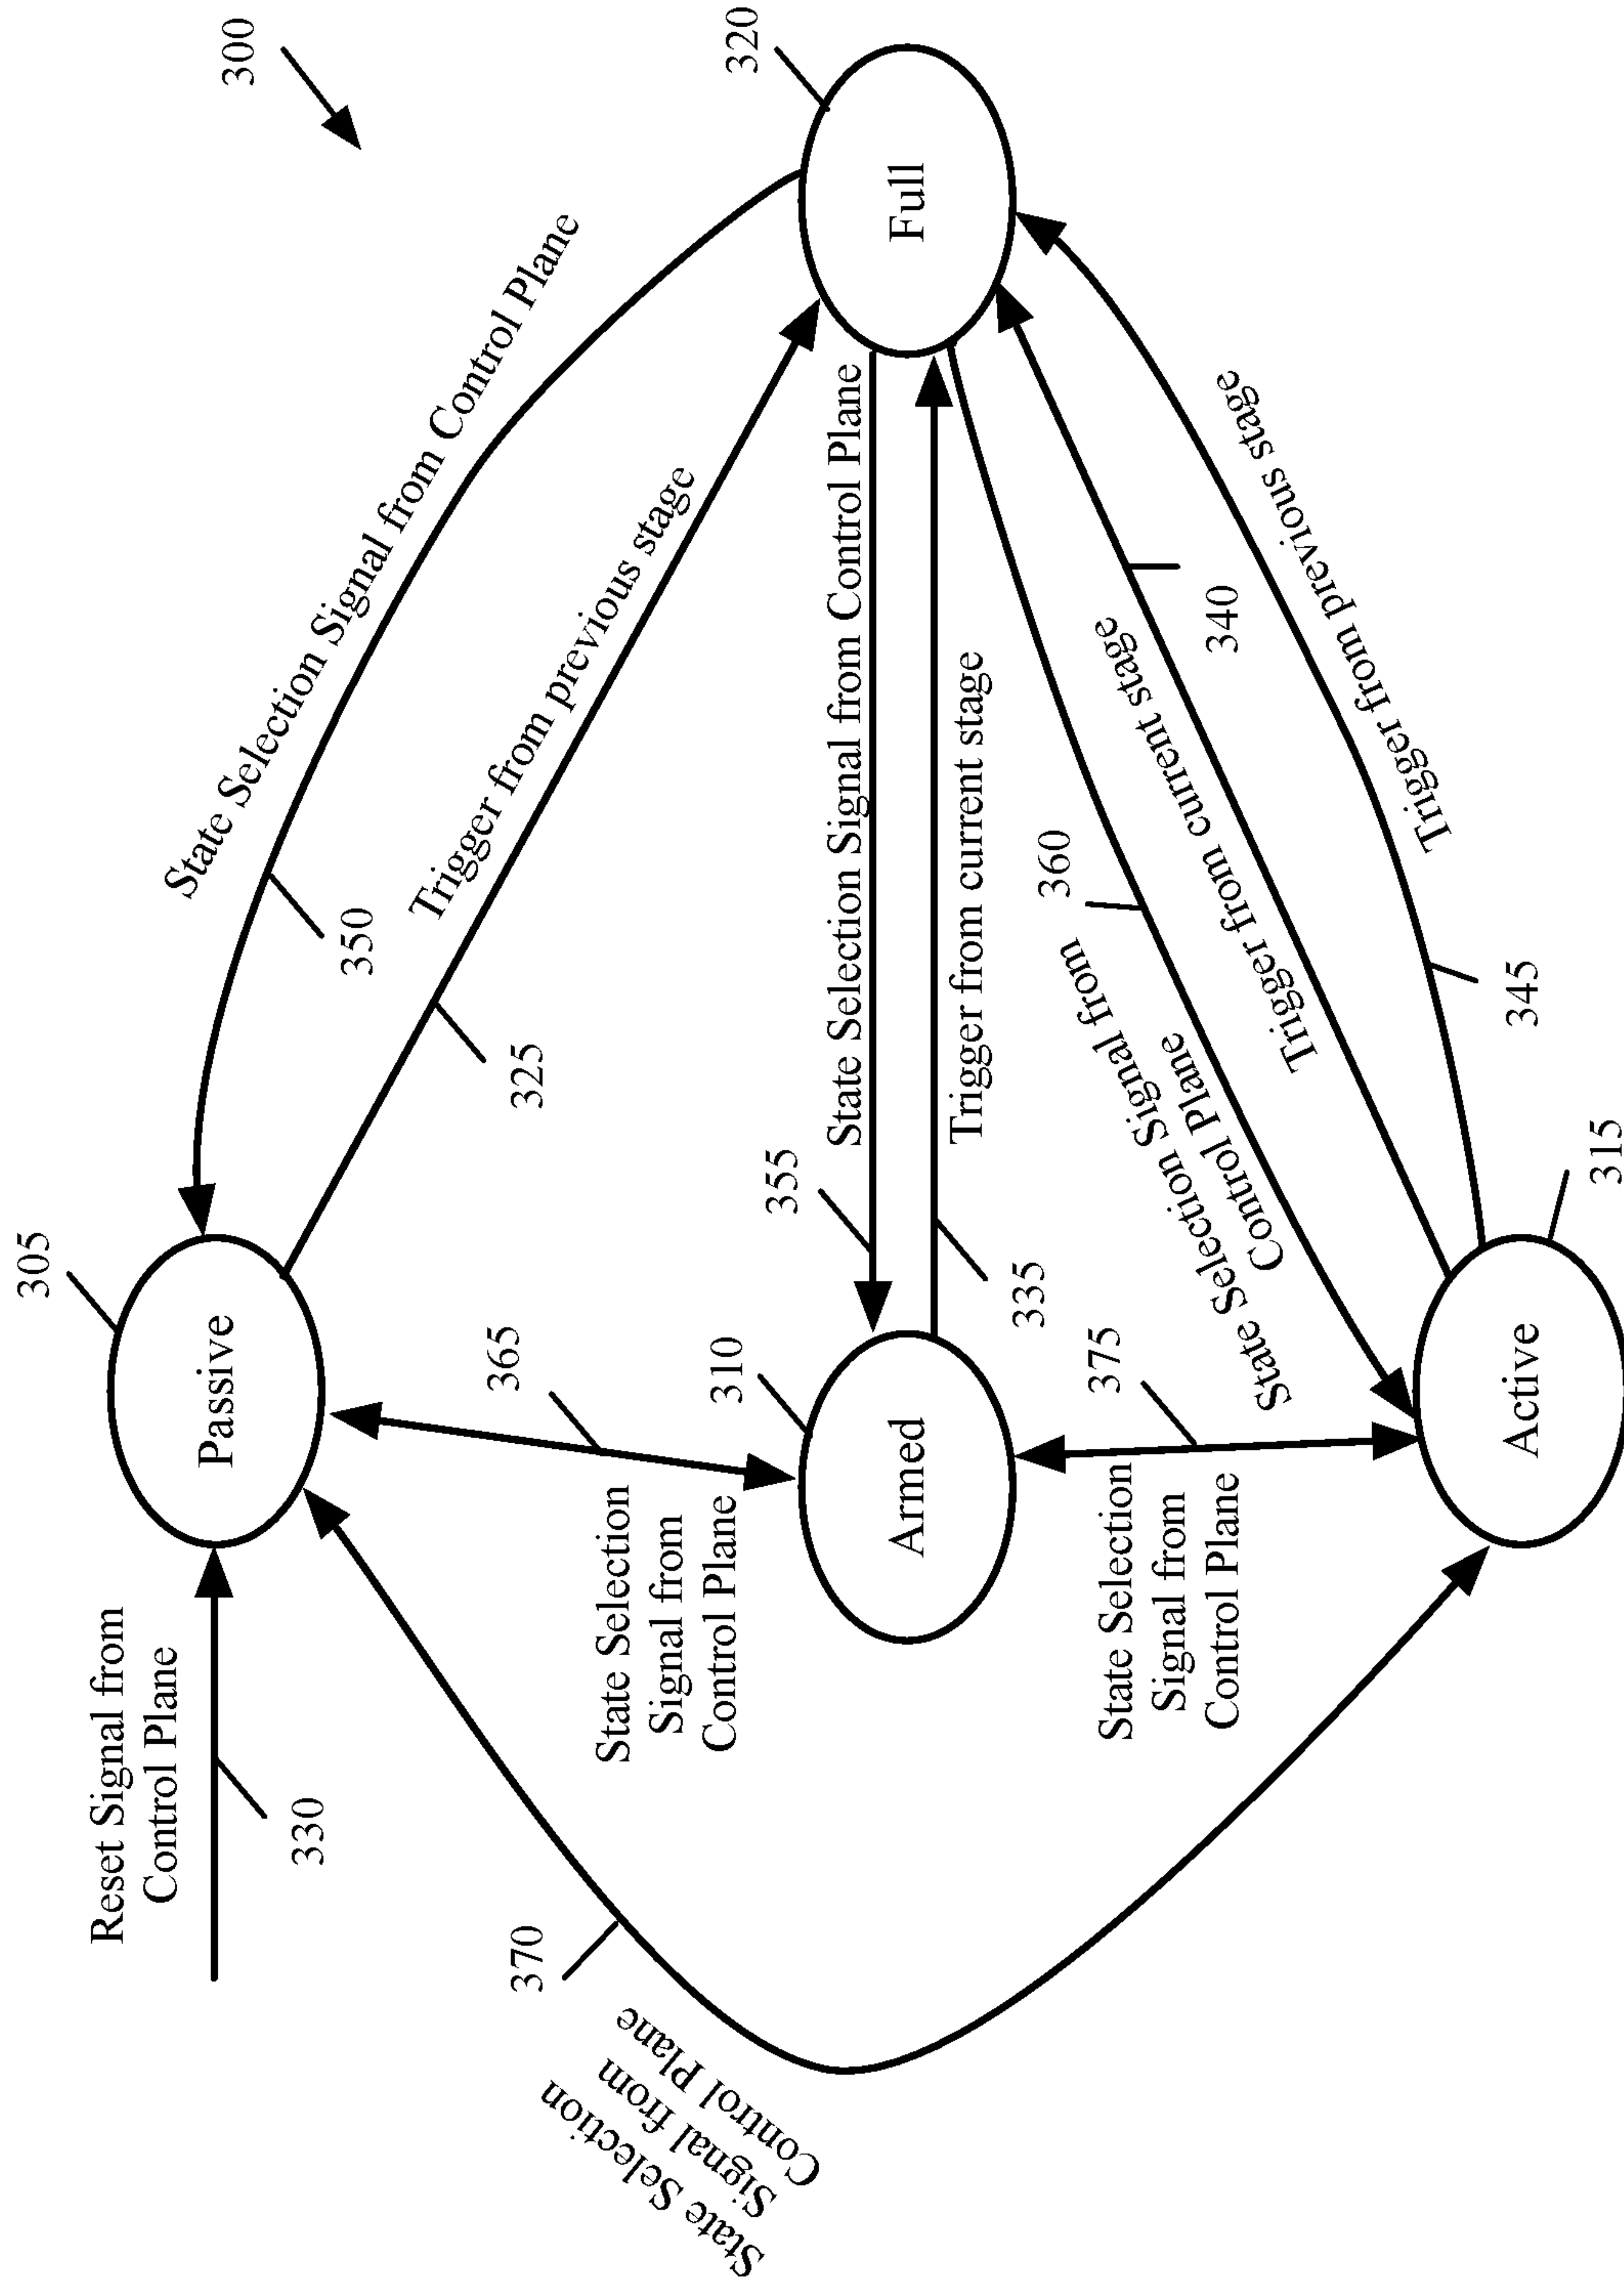 300
Reset Signal from
Control Plane
330
305
Passive
State Selection Signal from Control Plane
350
Trigger from previous stage
325
320
Full
370
State Selection
Signal from
Control Plane
365
State Selection
Signal from
Control Plane
310
Armed
355
State Selection Signal from Control Plane
Trigger from current stage
335
375
State Selection
Signal from
Control Plane
360
State Selection Signal from
Control Plane
Trigger from current stage
340
Trigger from previous stage
345
Active
315